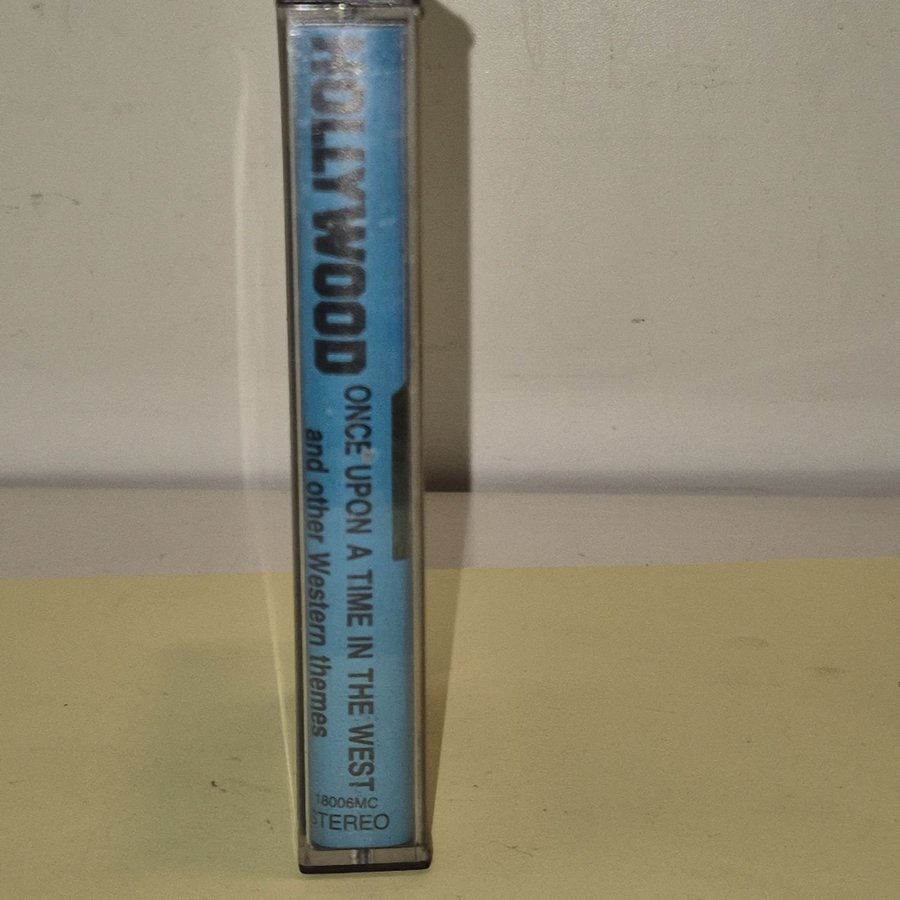 HOLLYWOOD
ONCE UPON A TIME IN THE WEST
and other Western themes
18006MC
STEREO